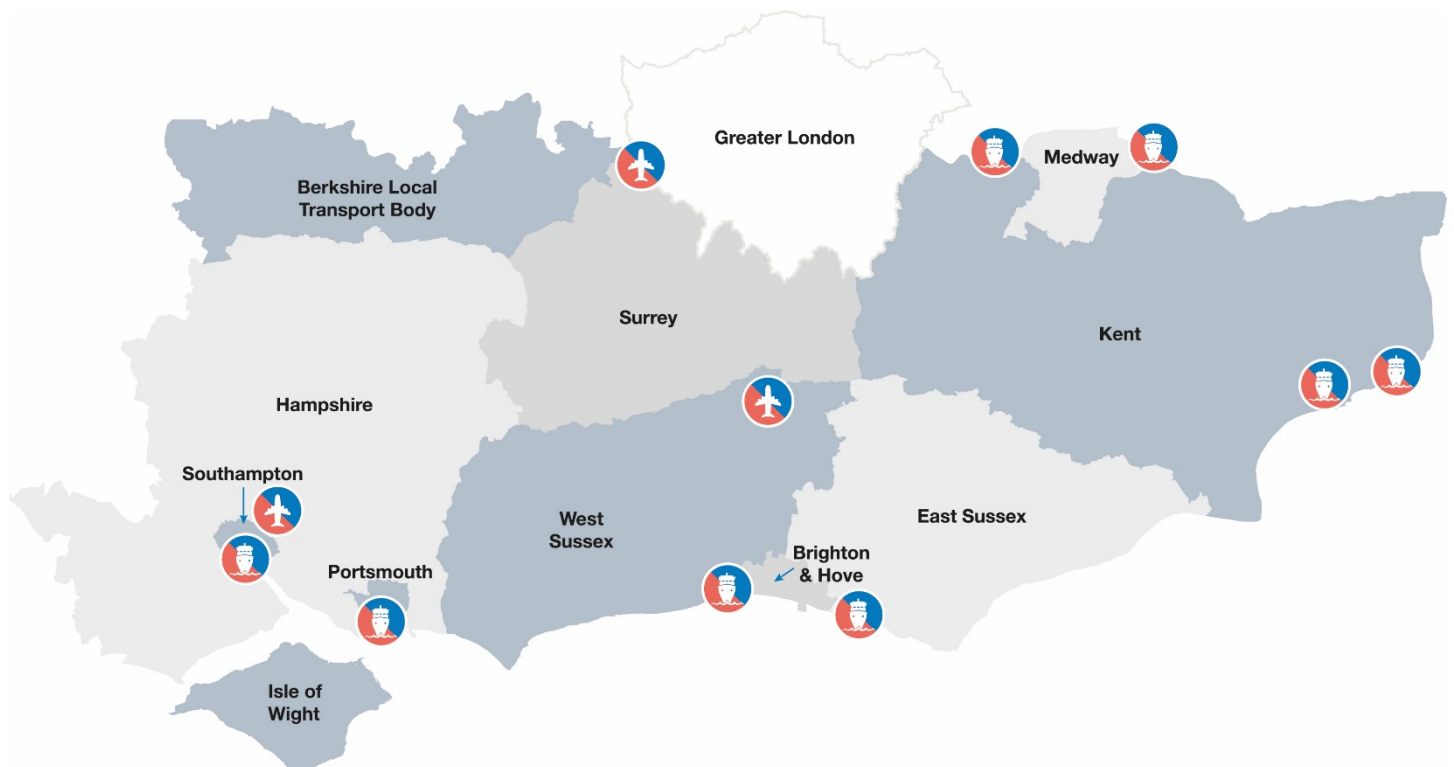 Greater London
Medway
Berkshire Local
Transport Body
Surrey
Kent
Hampshire
Southampton
West
Sussex
East Sussex
Brighton
& Hove
Portsmouth
Isle of
Wight